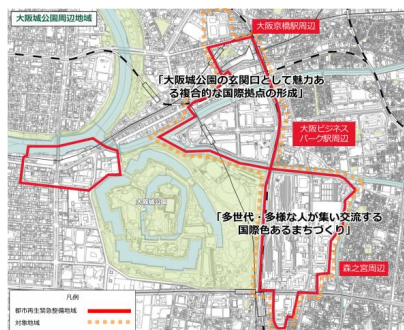 大阪城公園周辺地域
大阪京橋駅周辺
「大阪城公園の玄関口として魅力あ
る複合的な国際拠点の形成」
大阪ビジネス
パーク駅周辺
大阪城公園
「多世代・多様な人が集い交流する
国際色あるまちづくり」
森之宮周辺
凡例
都市再生緊急整備地域
対象地域